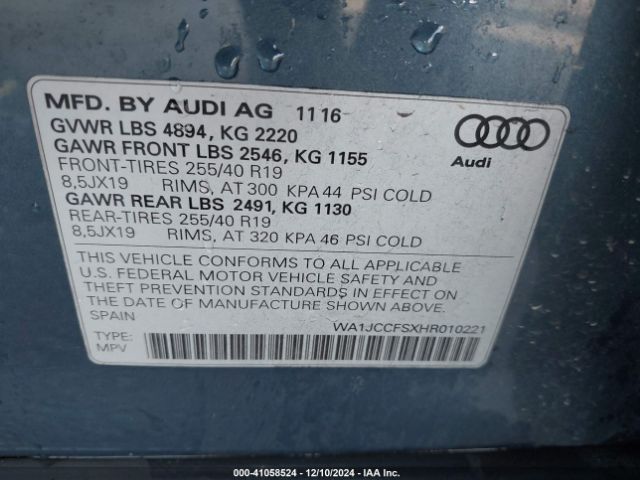 MFD. BY AUDI AG 11 16
GVWR LBS 4894, KG 2220
GAWR FRONT LBS 2546, KG 1155
FRONT-TIRES 255/40 R19
8,5JX19 RIMS, AT 300 KPA 44 PSI COLD
GAWR REAR LBS 2491, KG 1130
REAR-TIRES 255/40 R19
8,5JX19 RIMS, AT 320 KPA 46 PSI COLD
Audi
THIS VEHICLE CONFORMS TO ALL APPLICABLE
U.S. FEDERAL MOTOR VEHICLE SAFETY AND
THEFT PREVENTION STANDARDS IN EFFECT ON
THE DATE OF MANUFACTURE SHOWN ABOVE.
SPAIN
WA1JCCFSXHR010221
TYPE:
MPV
000-41058524 - 12/10/2024 - IAA Inc.